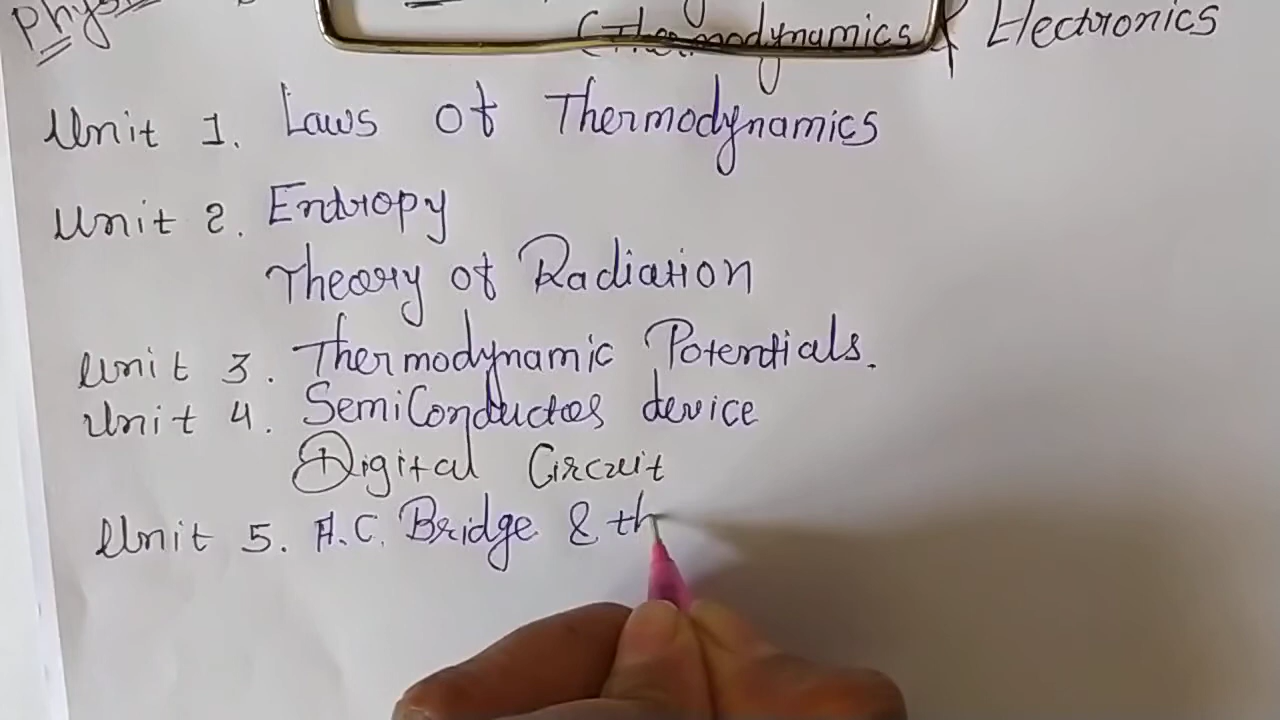 (Thermodynamics & Electronics
Unit 1. Laws of Thermodynamics
Unit 2. Entropy
Theory of Radiation
Unit 3. Thermodynamic Potentials.
Unit 4. SemiConductor device
Digital Circuit
Unit 5. A.C. Bridge & th